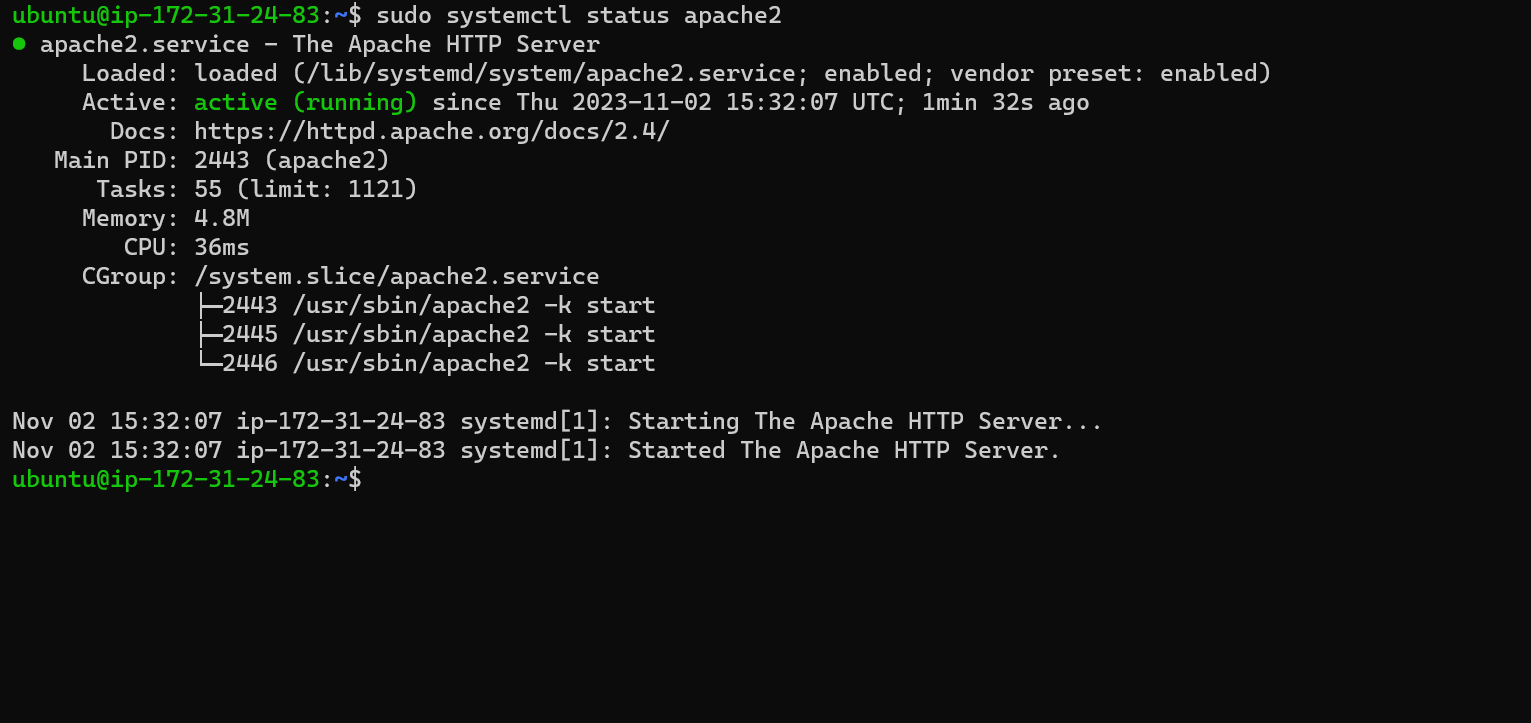 ubuntu@ip-172-31-24-83:~$ sudo systemctl status apache2
● apache2.service - The Apache HTTP Server
     Loaded: loaded (/lib/systemd/system/apache2.service; enabled; vendor preset: enabled)
     Active: active (running) since Thu 2023-11-02 15:32:07 UTC; 1min 32s ago
       Docs: https://httpd.apache.org/docs/2.4/
   Main PID: 2443 (apache2)
      Tasks: 55 (limit: 1121)
     Memory: 4.8M
        CPU: 36ms
     CGroup: /system.slice/apache2.service
             ├─2443 /usr/sbin/apache2 -k start
             ├─2445 /usr/sbin/apache2 -k start
             └─2446 /usr/sbin/apache2 -k start

Nov 02 15:32:07 ip-172-31-24-83 systemd[1]: Starting The Apache HTTP Server...
Nov 02 15:32:07 ip-172-31-24-83 systemd[1]: Started The Apache HTTP Server.
ubuntu@ip-172-31-24-83:~$